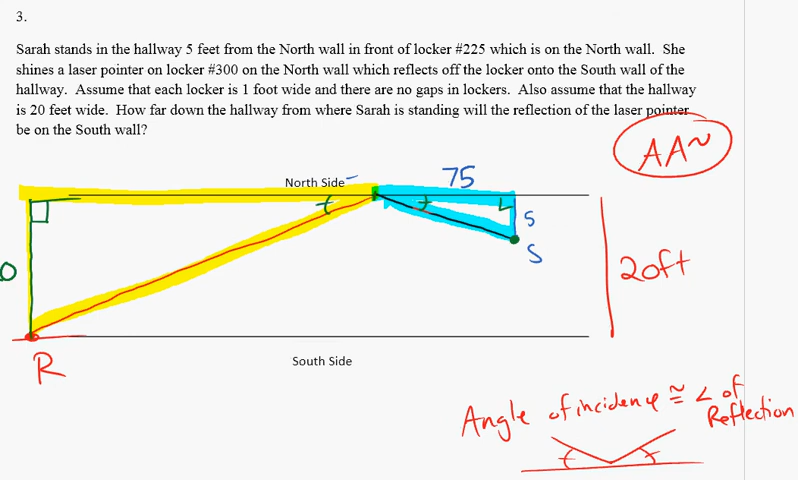 3.
Sarah stands in the hallway 5 feet from the North wall in front of locker #225 which is on the North wall. She
shines a laser pointer on locker #300 on the North wall which reflects off the locker onto the South wall of the
hallway. Assume that each locker is 1 foot wide and there are no gaps in lockers. Also assume that the hallway
is 20 feet wide. How far down the hallway from where Sarah is standing will the reflection of the laser pointer
be on the South wall?
AA~
North Side
75
5
S
20ft
0
R
South Side
Angle of incidence ≅ ∠ of
Reflection